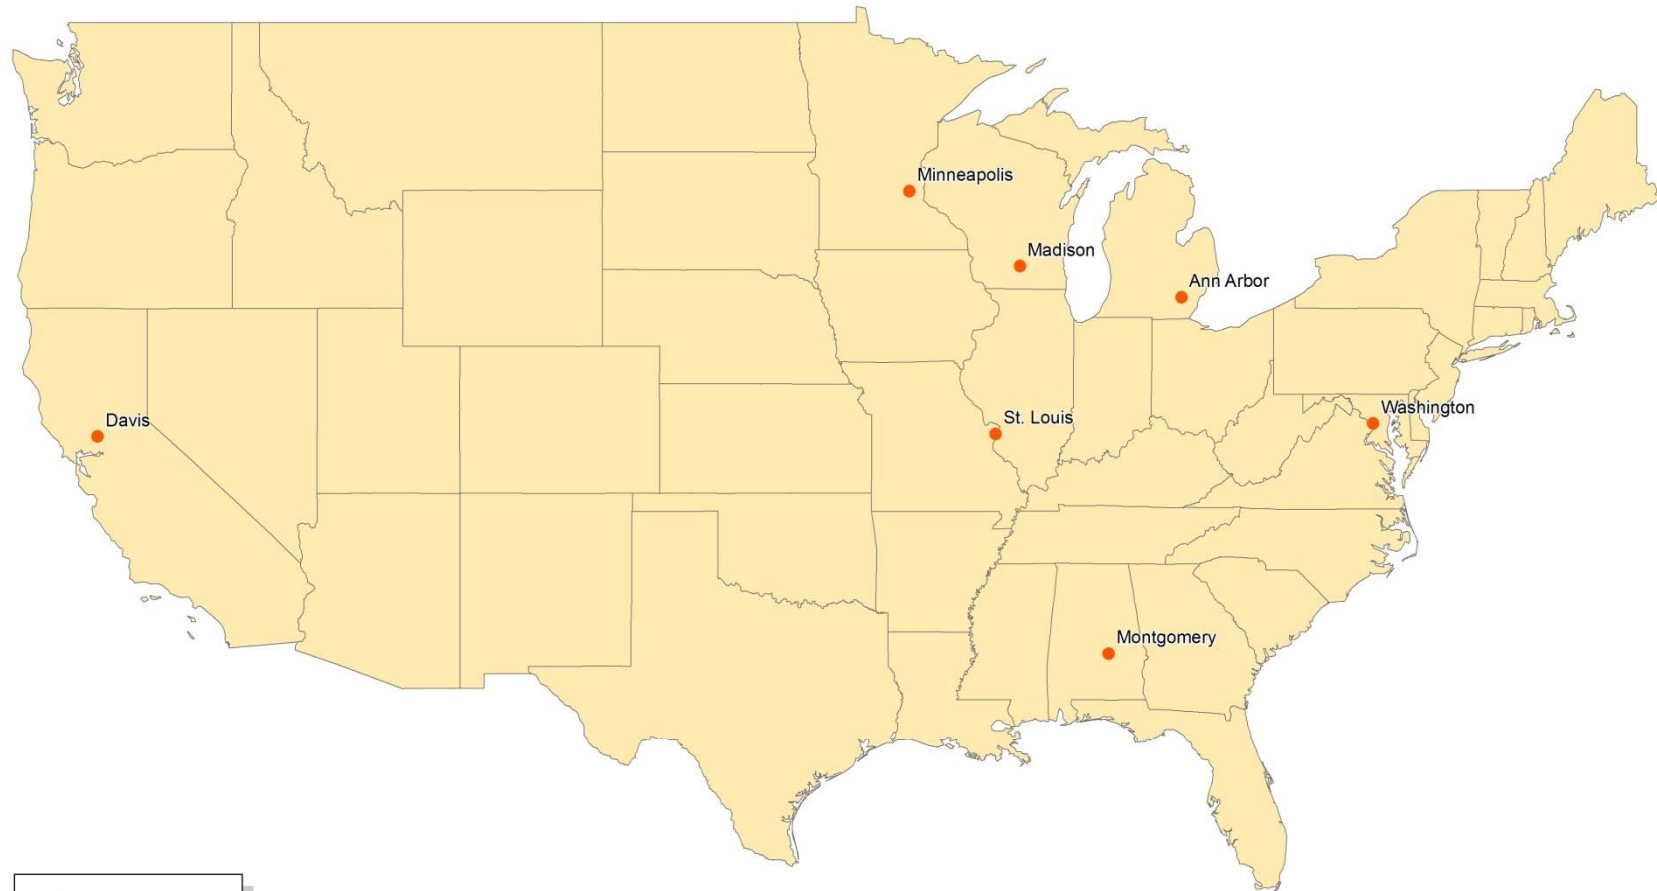 Minneapolis
Madison
Ann Arbor
Washington
Davis
St. Louis
Montgomery